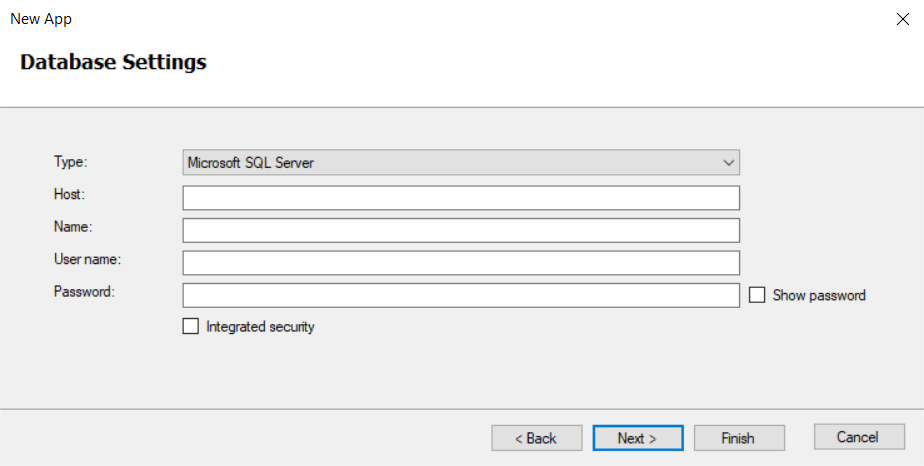 New App
Database Settings
Type: Microsoft SQL Server
Host:
Name:
User name:
Password: Show password
Integrated security
< Back Next > Finish Cancel